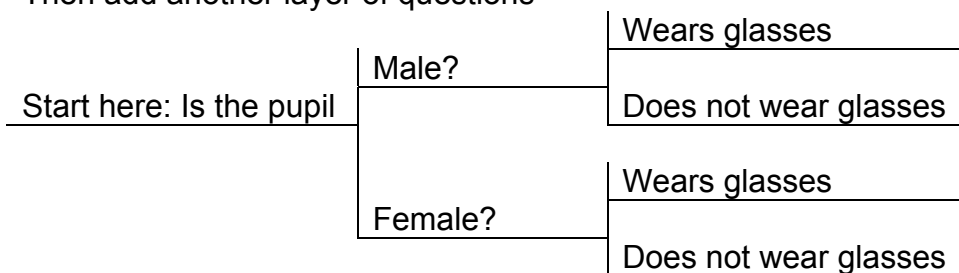 Wears glasses
Male?
Start here: Is the pupil
Does not wear glasses
Wears glasses
Female?
Does not wear glasses